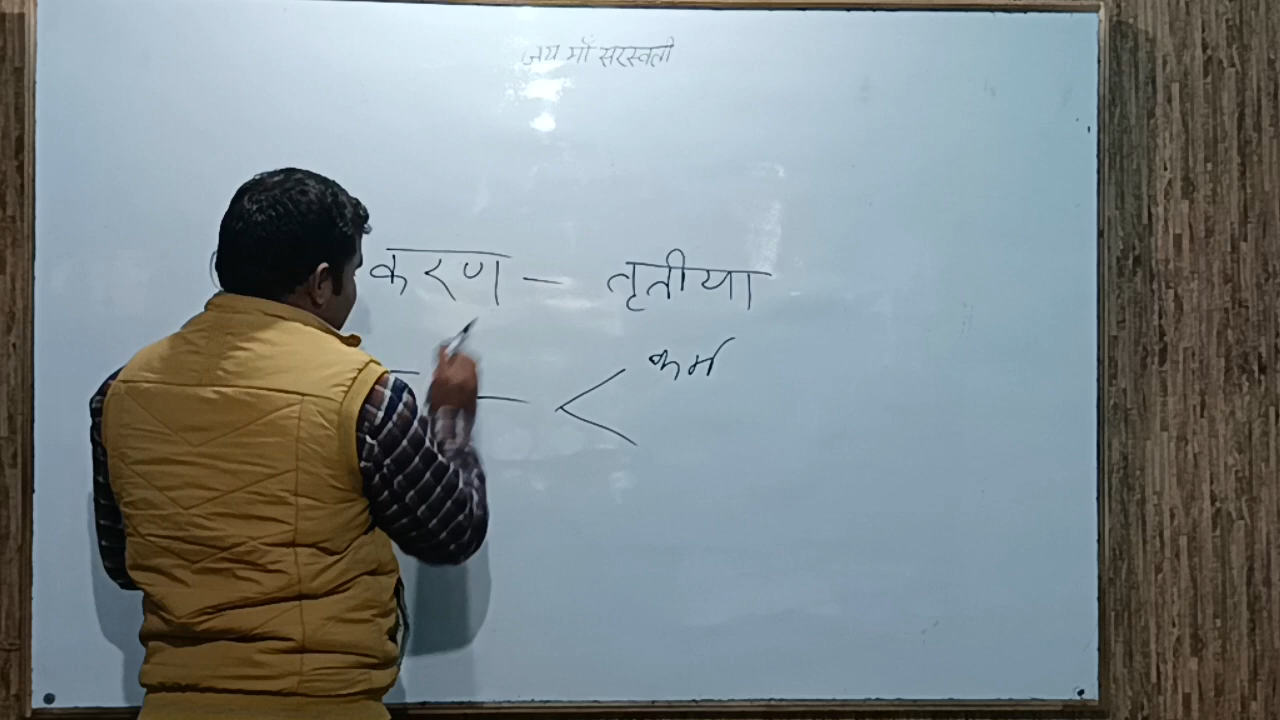 जय माँ सरस्वती
करण - तृतीया
- < कर्म